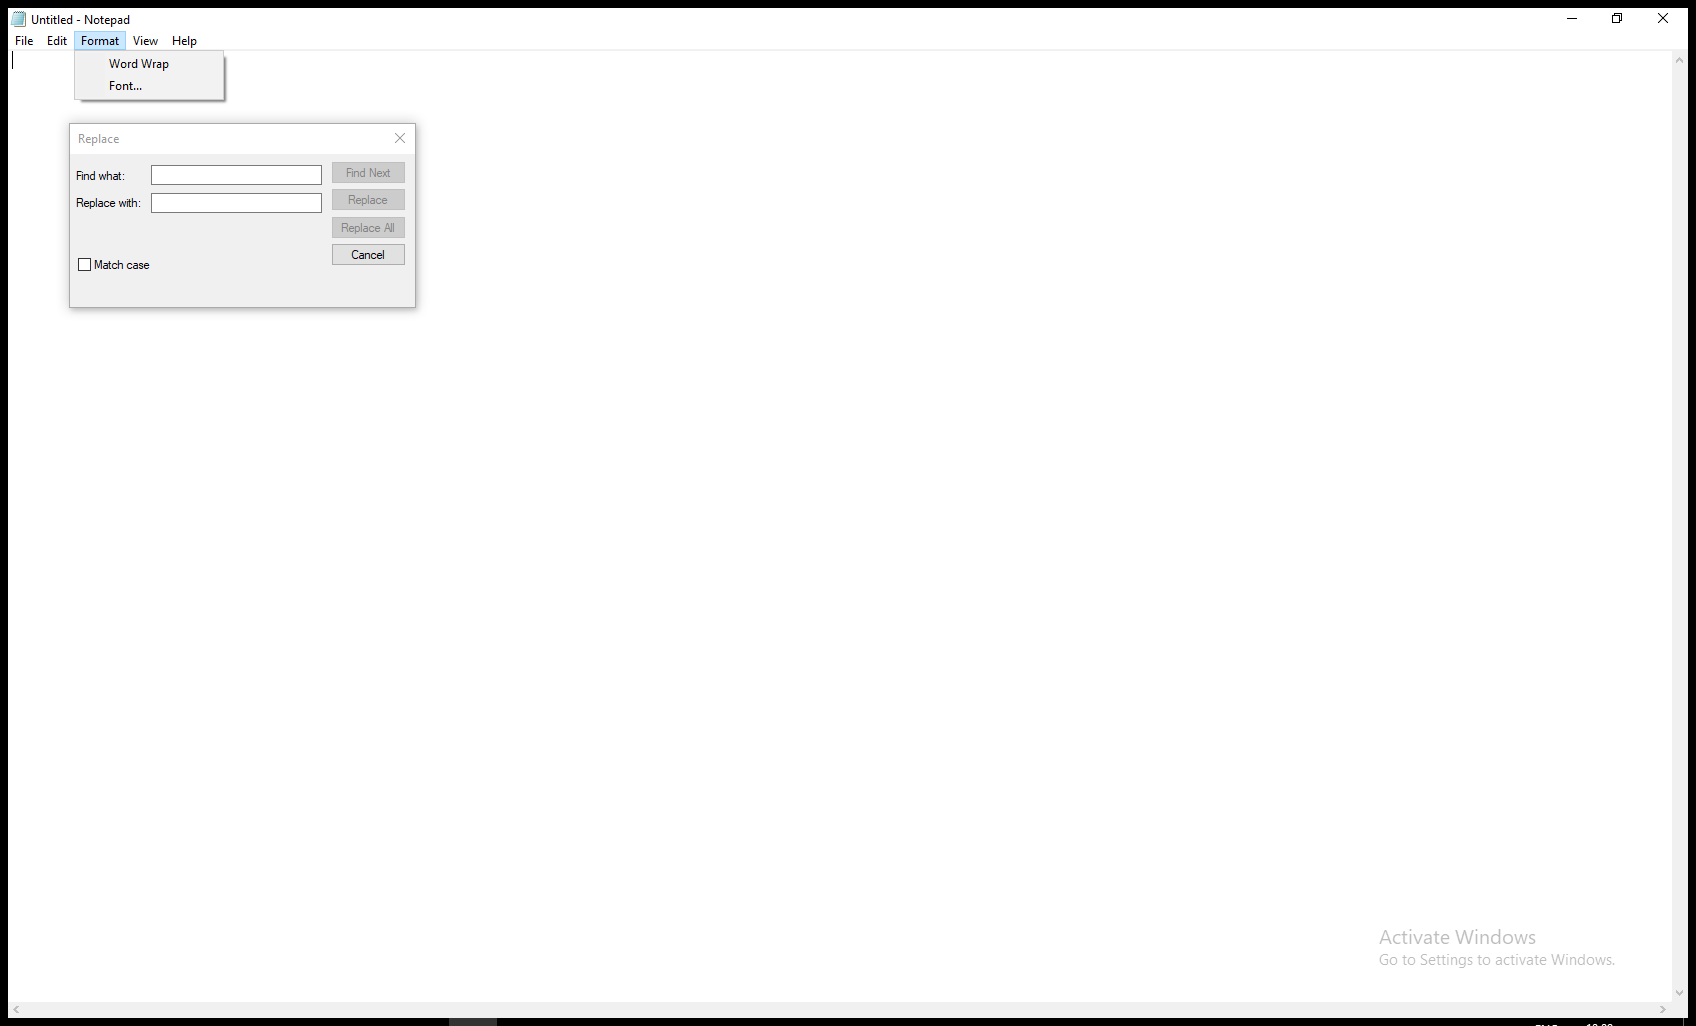 Untitled - Notepad
File Edit Format View Help
Word Wrap
Font...
Replace
Find what:
Find Next
Replace with:
Replace
Replace All
Cancel
Match case
Activate Windows
Go to Settings to activate Windows.